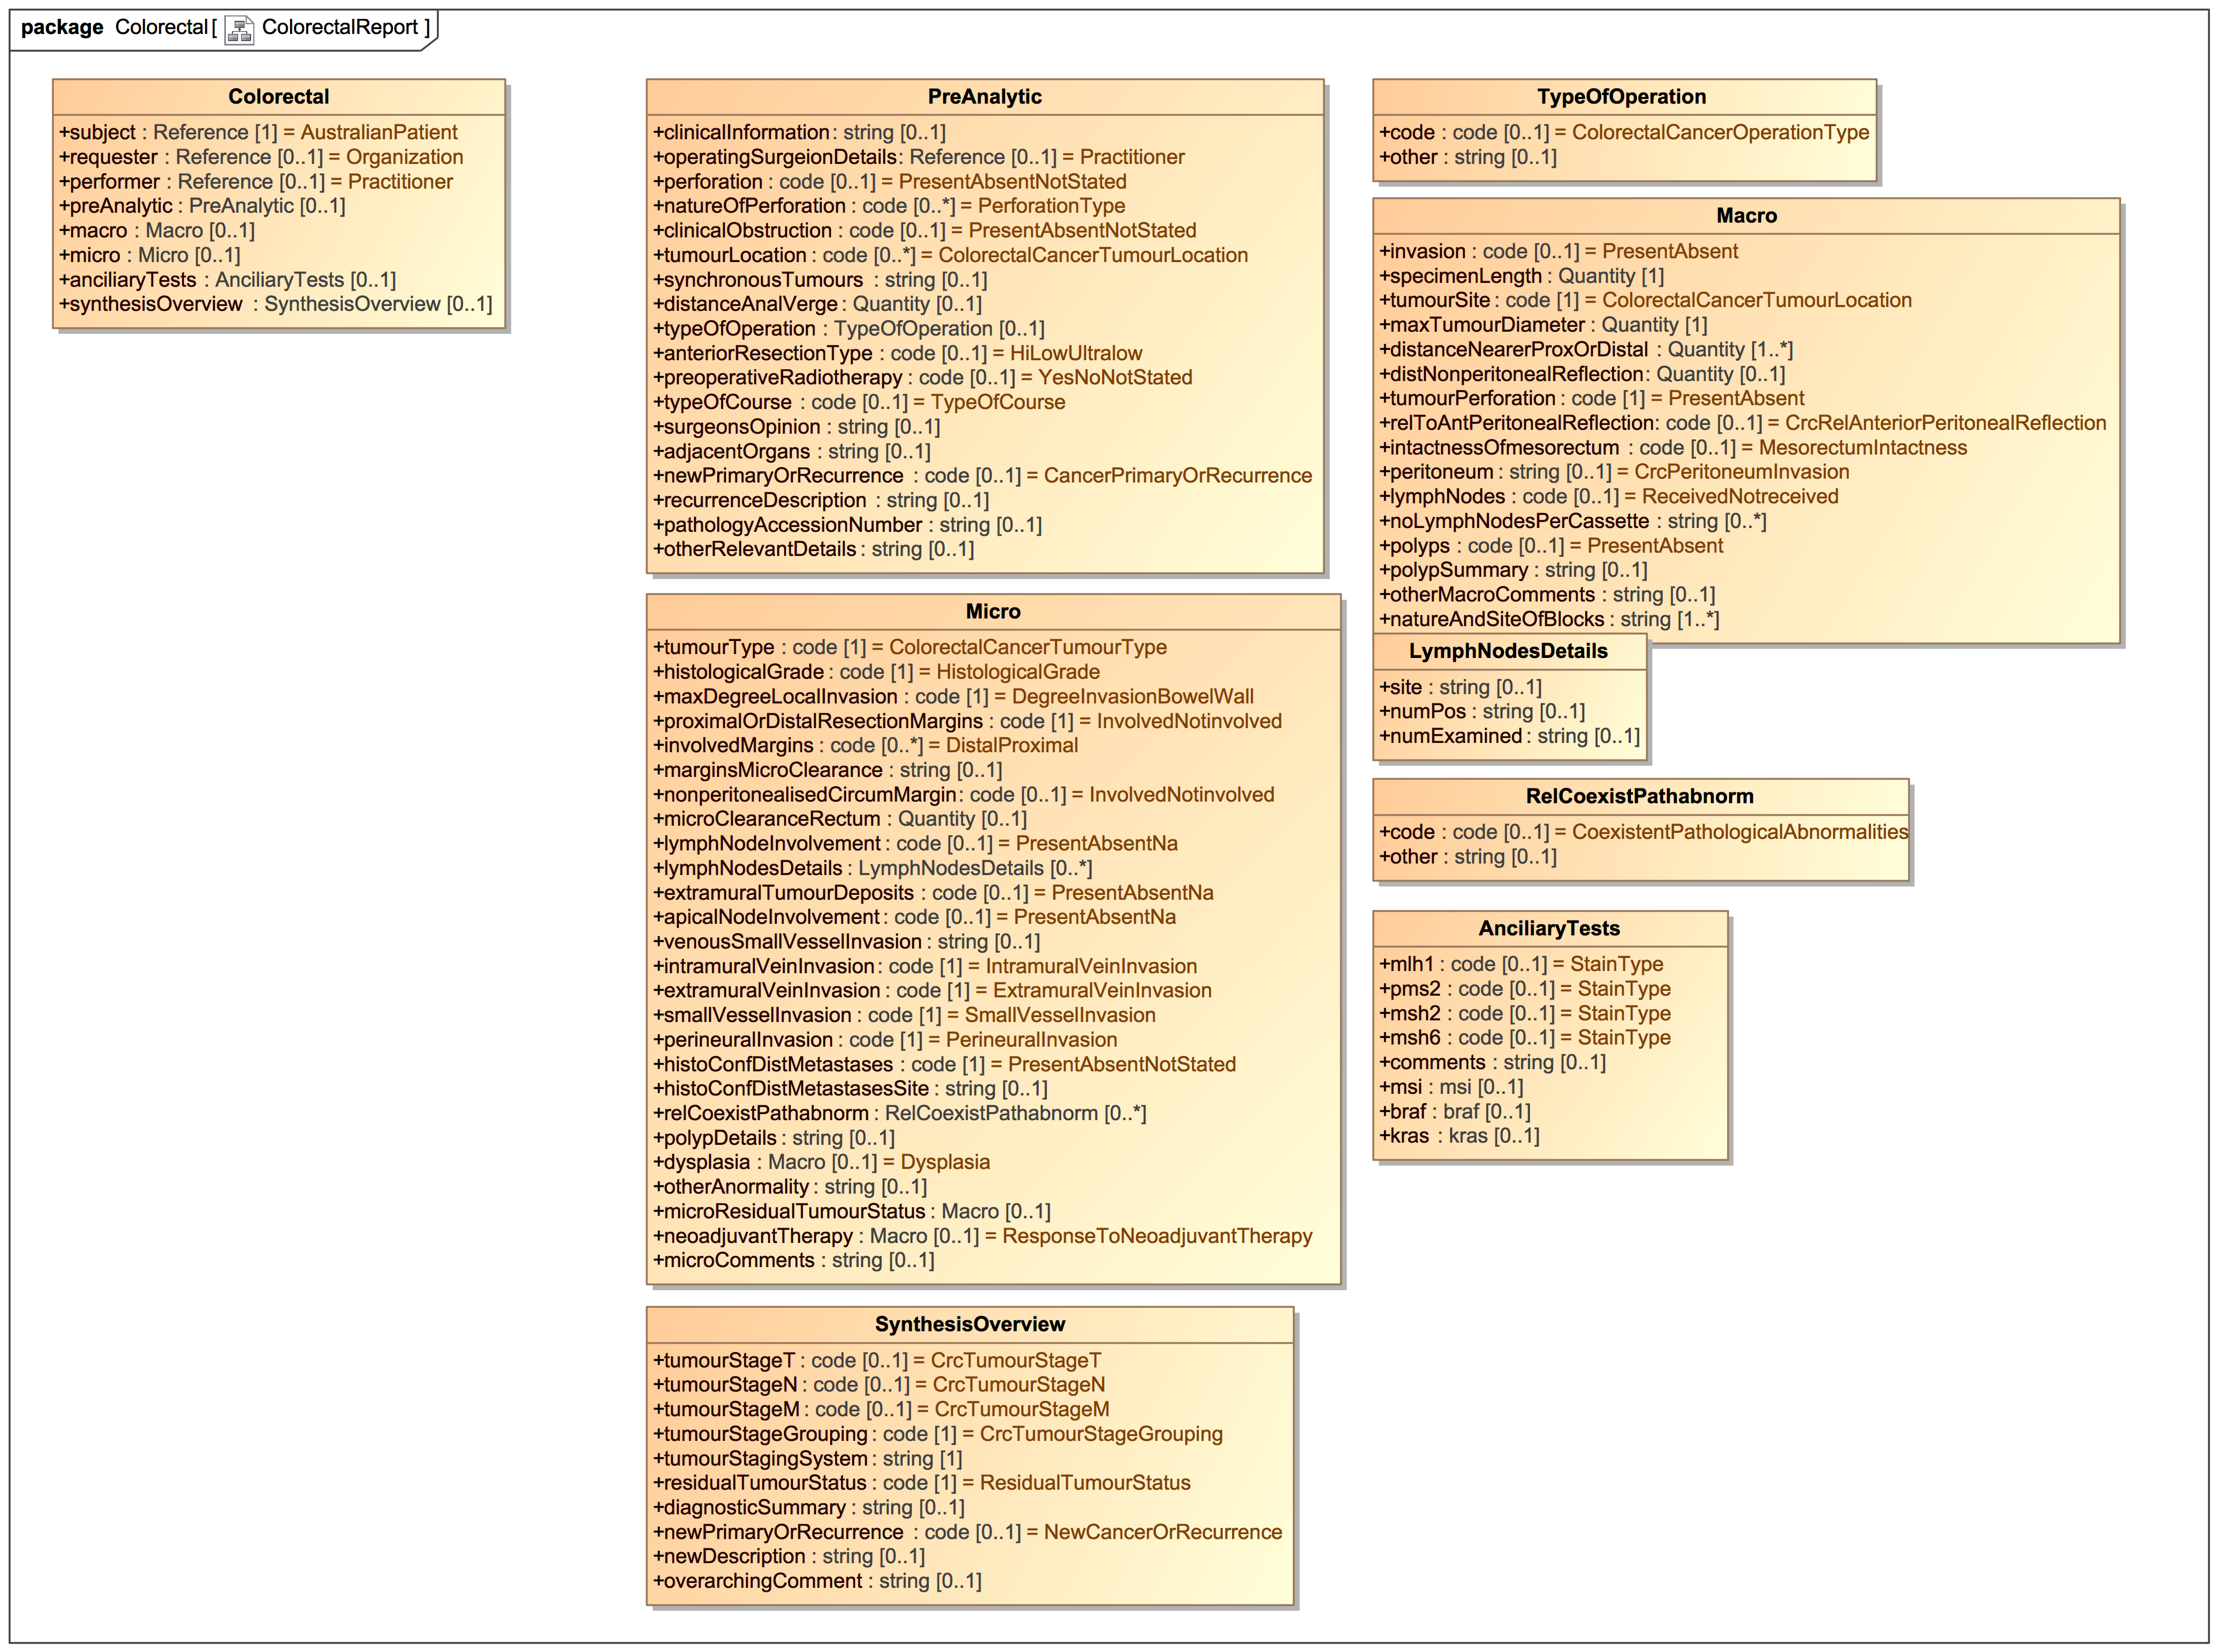 package Colorectal[ ColorectalReport ]
Colorectal
+subject : Reference [1] = AustralianPatient
+requester : Reference [0..1] = Organization
+performer : Reference [0..1] = Practitioner
+preAnalytic : PreAnalytic [0..1]
+macro : Macro [0..1]
+micro : Micro [0..1]
+anciliaryTests : AnciliaryTests [0..1]
+synthesisOverview : SynthesisOverview [0..1]
PreAnalytic
+clinicalInformation : string [0..1]
+operatingSurgeionDetails : Reference [0..1] = Practitioner
+perforation : code [0..1] = PresentAbsentNotStated
+natureOfPerforation : code [0..*] = PerforationType
+clinicalObstruction : code [0..1] = PresentAbsentNotStated
+tumourLocation : code [0..*] = ColorectalCancerTumourLocation
+synchronousTumours : string [0..1]
+distanceAnalVerge : Quantity [0..1]
+typeOfOperation : TypeOfOperation [0..1]
+anteriorResectionType : code [0..1] = HiLowUltralow
+preoperativeRadiotherapy : code [0..1] = YesNoNotStated
+typeOfCourse : code [0..1] = TypeOfCourse
+surgeonsOpinion : string [0..1]
+adjacentOrgans : string [0..1]
+newPrimaryOrRecurrence : code [0..1] = CancerPrimaryOrRecurrence
+recurrenceDescription : string [0..1]
+pathologyAccessionNumber : string [0..1]
+otherRelevantDetails : string [0..1]
TypeOfOperation
+code : code [0..1] = ColorectalCancerOperationType
+other : string [0..1]
Macro
+invasion : code [0..1] = PresentAbsent
+specimenLength : Quantity [1]
+tumourSite : code [1] = ColorectalCancerTumourLocation
+maxTumourDiameter : Quantity [1]
+distanceNearerProxOrDistal : Quantity [1..*]
+distNonperitonealReflection : Quantity [0..1]
+tumourPerforation : code [1] = PresentAbsent
+relToAntPeritonealReflection : code [0..1] = CrcRelAnteriorPeritonealReflection
+intactnessOfmesorectum : code [0..1] = MesorectumIntactness
+peritoneum : string [0..1] = CrcPeritoneumInvasion
+lymphNodes : code [0..1] = ReceivedNotreceived
+noLymphNodesPerCassette : string [0..*]
+polyps : code [0..1] = PresentAbsent
+polypSummary : string [0..1]
+otherMacroComments : string [0..1]
+natureAndSiteOfBlocks : string [1..*]
Micro
+tumourType : code [1] = ColorectalCancerTumourType
+histologicalGrade : code [1] = HistologicalGrade
+maxDegreeLocalInvasion : code [1] = DegreeInvasionBowelWall
+proximalOrDistalResectionMargins : code [1] = InvolvedNotinvolved
+involvedMargins : code [0..*] = DistalProximal
+marginsMicroClearance : string [0..1]
+nonperitonealisedCircumMargin : code [0..1] = InvolvedNotinvolved
+microClearanceRectum : Quantity [0..1]
+lymphNodeInvolvement : code [0..1] = PresentAbsentNa
+lymphNodesDetails : LymphNodesDetails [0..*]
+extramuralTumourDeposits : code [0..1] = PresentAbsentNa
+apicalNodeInvolvement : code [0..1] = PresentAbsentNa
+venousSmallVesselInvasion : string [0..1]
+intramuralVeinInvasion : code [1] = IntramuralVeinInvasion
+extramuralVeinInvasion : code [1] = ExtramuralVeinInvasion
+smallVesselInvasion : code [1] = SmallVesselInvasion
+perineuralInvasion : code [1] = PerineuralInvasion
+histoConfDistMetastases : code [1] = PresentAbsentNotStated
+histoConfDistMetastasesSite : string [0..1]
+relCoexistPathabnorm : RelCoexistPathabnorm [0..*]
+polypDetails : string [0..1]
+dysplasia : Macro [0..1] = Dysplasia
+otherAnormality : string [0..1]
+microResidualTumourStatus : Macro [0..1]
+neoadjuvantTherapy : Macro [0..1] = ResponseToNeoadjuvantTherapy
+microComments : string [0..1]
LymphNodesDetails
+site : string [0..1]
+numPos : string [0..1]
+numExamined : string [0..1]
RelCoexistPathabnorm
+code : code [0..1] = CoexistentPathologicalAbnormalities
+other : string [0..1]
AnciliaryTests
+mlh1 : code [0..1] = StainType
+pms2 : code [0..1] = StainType
+msh2 : code [0..1] = StainType
+msh6 : code [0..1] = StainType
+comments : string [0..1]
+msi : msi [0..1]
+braf : braf [0..1]
+kras : kras [0..1]
SynthesisOverview
+tumourStageT : code [0..1] = CrcTumourStageT
+tumourStageN : code [0..1] = CrcTumourStageN
+tumourStageM : code [0..1] = CrcTumourStageM
+tumourStageGrouping : code [1] = CrcTumourStageGrouping
+tumourStagingSystem : string [1]
+residualTumourStatus : code [1] = ResidualTumourStatus
+diagnosticSummary : string [0..1]
+newPrimaryOrRecurrence : code [0..1] = NewCancerOrRecurrence
+newDescription : string [0..1]
+overarchingComment : string [0..1]